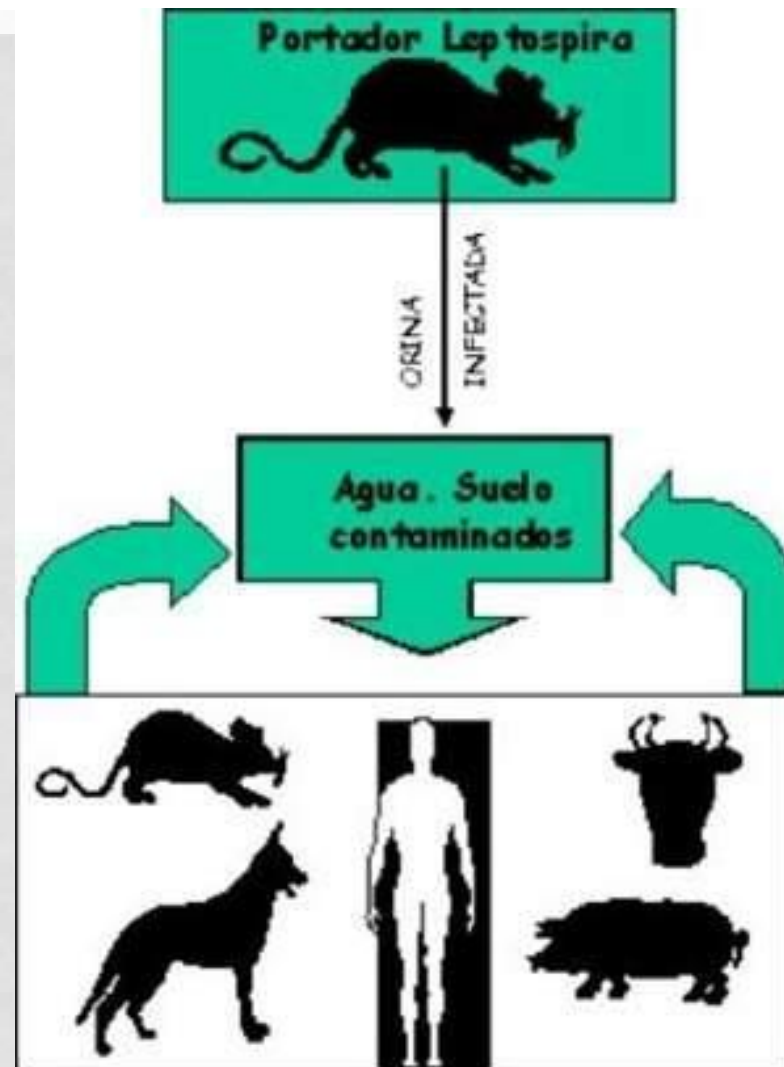 Portador Leptospira
ORINA
INFECTADA
Agua. Suelo
contaminados